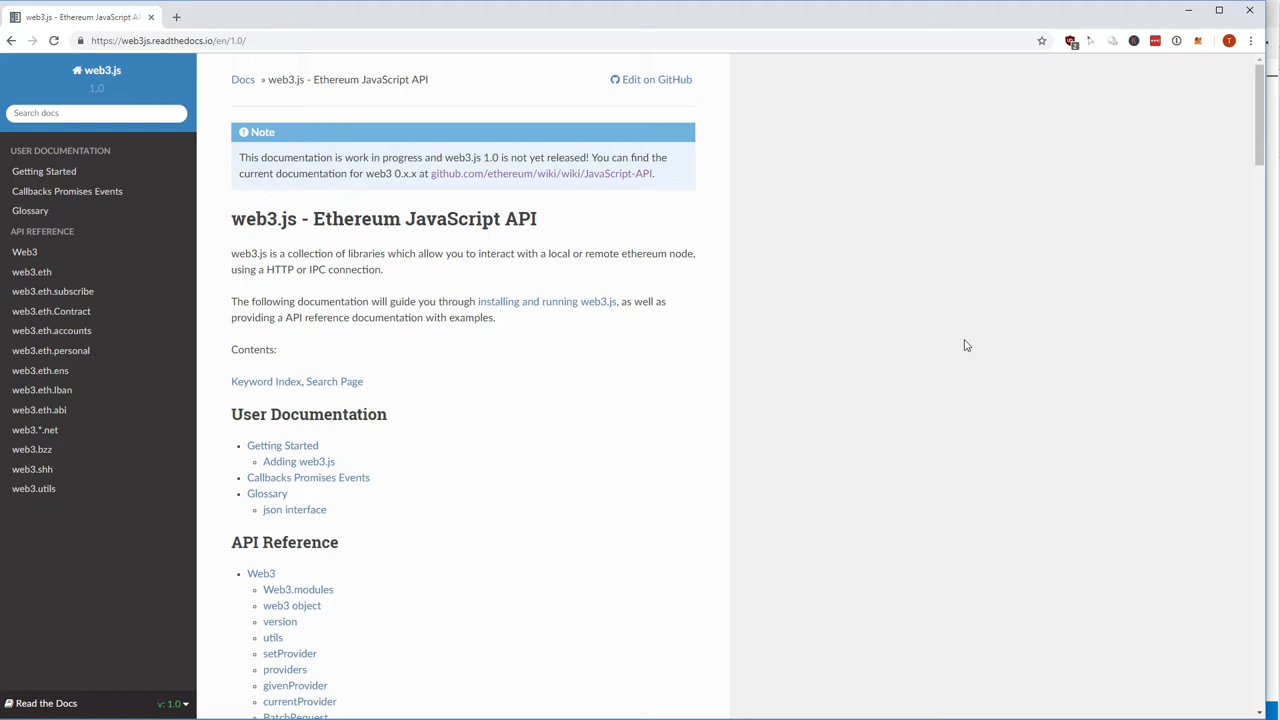 web3.js - Ethereum JavaScript AP
https://web3js.readthedocs.io/en/1.0/
2
T
web3.js
1.0
Search docs
USER DOCUMENTATION
Getting Started
Callbacks Promises Events
Glossary
API REFERENCE
Web3
web3.eth
web3.eth.subscribe
web3.eth.Contract
web3.eth.accounts
web3.eth.personal
web3.eth.ens
web3.eth.Iban
web3.eth.abi
web3.*.net
web3.bzz
web3.shh
web3.utils
Read the Docs
v: 1.0
Docs » web3.js - Ethereum JavaScript API
Edit on GitHub
Note
This documentation is work in progress and web3.js 1.0 is not yet released! You can find the
current documentation for web3 0.x.x at github.com/ethereum/wiki/wiki/JavaScript-API.
web3.js - Ethereum JavaScript API
web3.js is a collection of libraries which allow you to interact with a local or remote ethereum node,
using a HTTP or IPC connection.
The following documentation will guide you through installing and running web3.js, as well as
providing a API reference documentation with examples.
Contents:
Keyword Index, Search Page
User Documentation
Getting Started
Adding web3.js
Callbacks Promises Events
Glossary
json interface
API Reference
Web3
Web3.modules
web3 object
version
utils
setProvider
providers
givenProvider
currentProvider
BatchRequest